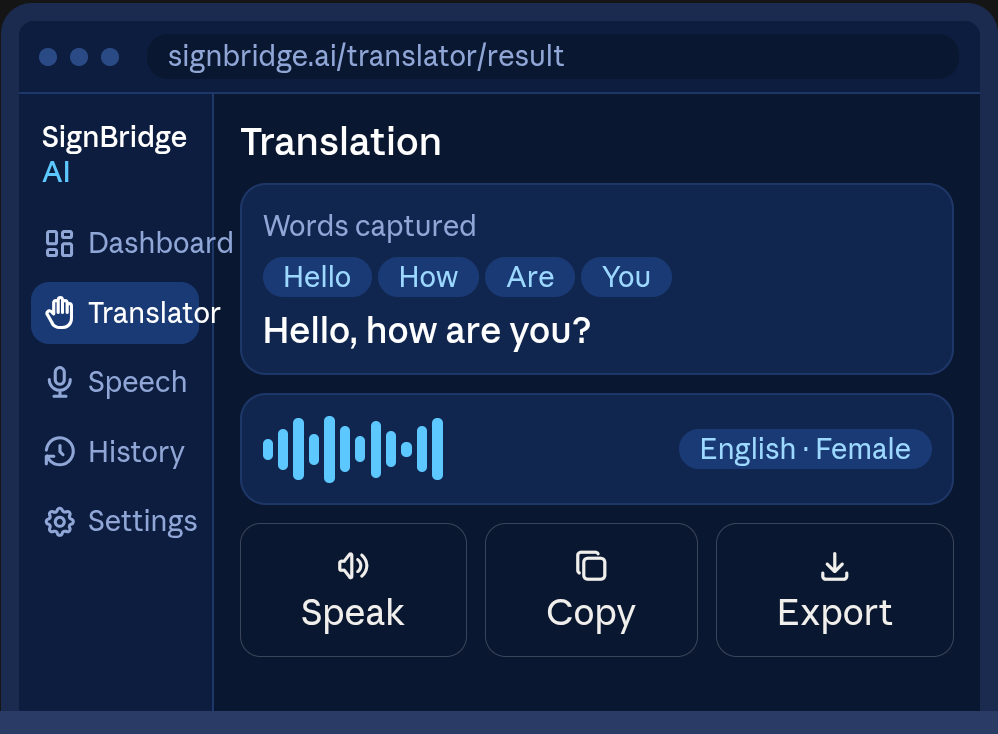 signbridge.ai/translator/result
SignBridge
AI
Dashboard
Translator
Speech
History
Settings
Translation
Words captured
Hello How Are You
Hello, how are you?
English · Female
Speak Copy Export